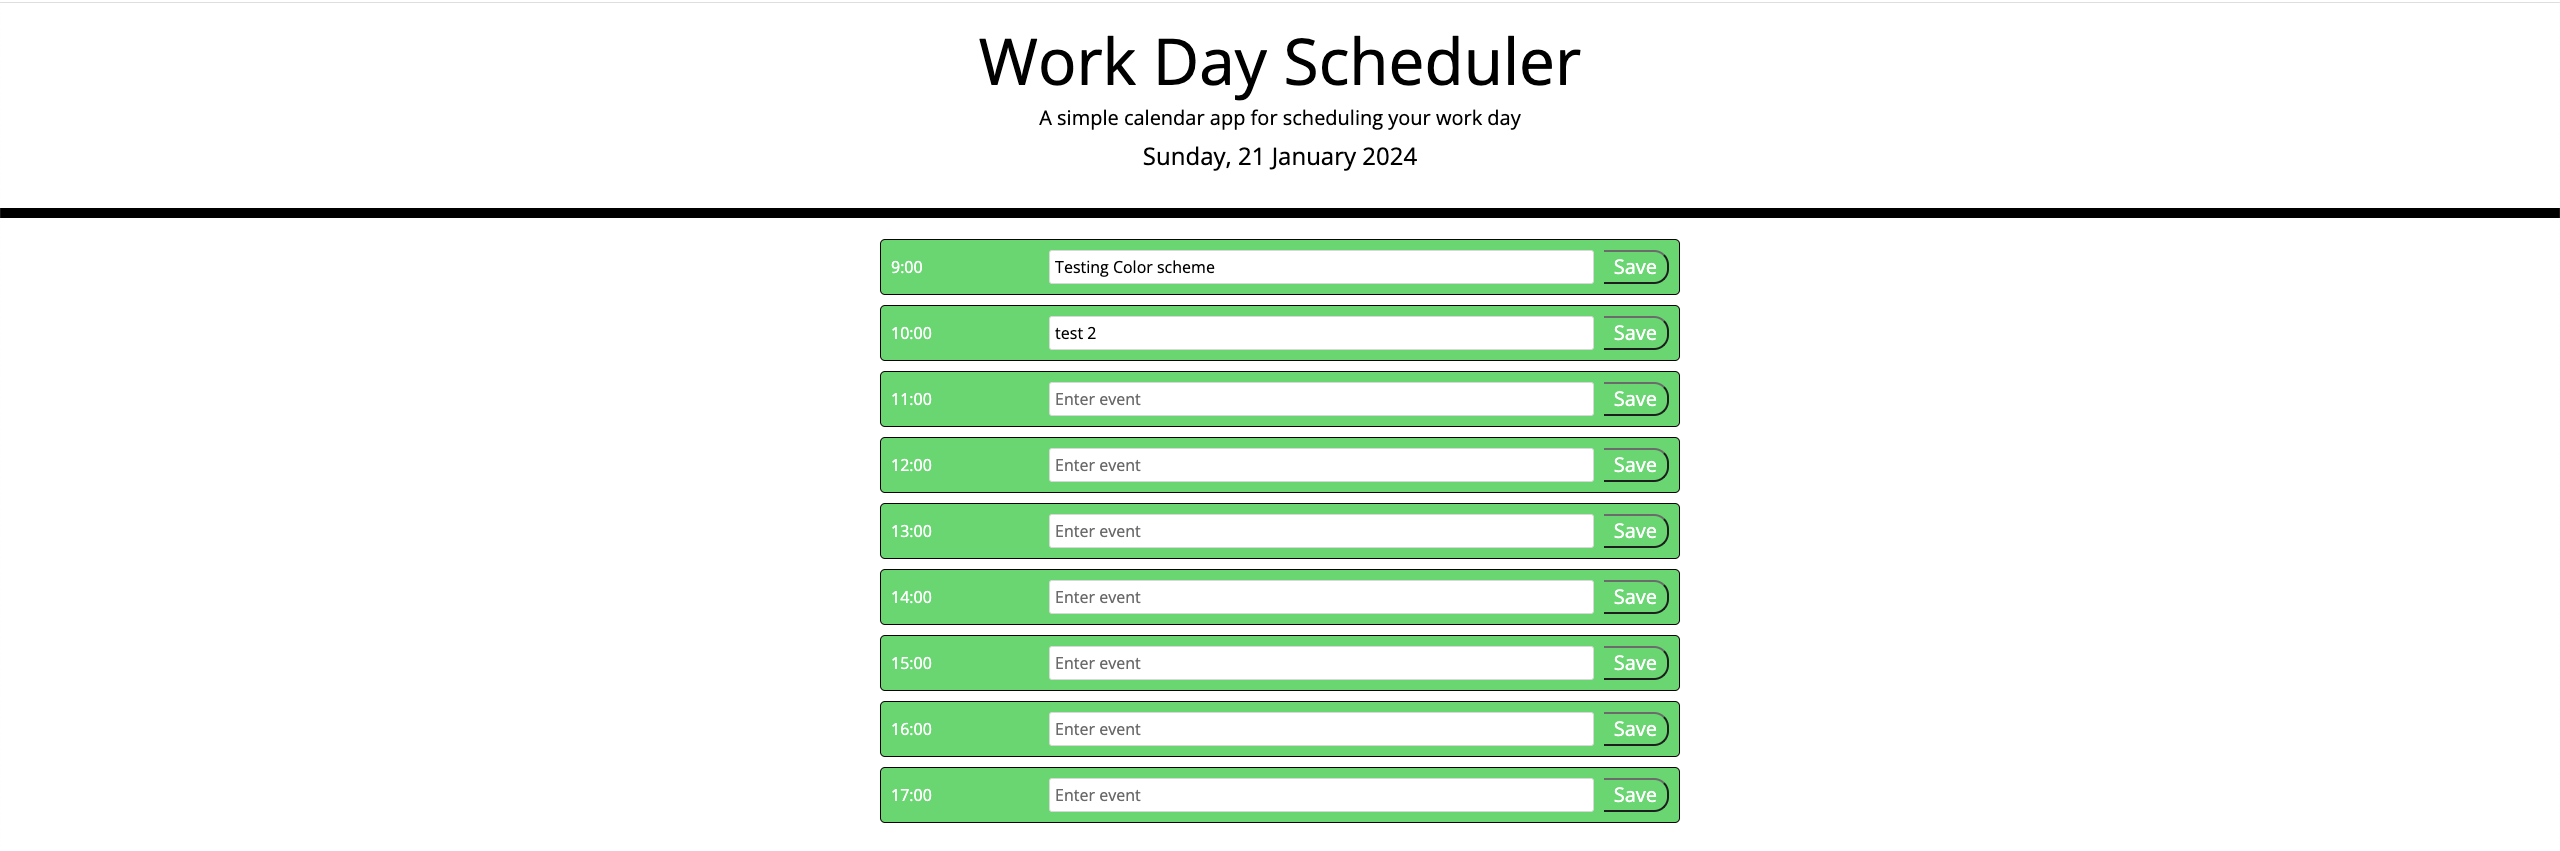 Work Day Scheduler
A simple calendar app for scheduling your work day
Sunday, 21 January 2024
9:00 Testing Color scheme Save
10:00 test 2 Save
11:00 Enter event Save
12:00 Enter event Save
13:00 Enter event Save
14:00 Enter event Save
15:00 Enter event Save
16:00 Enter event Save
17:00 Enter event Save